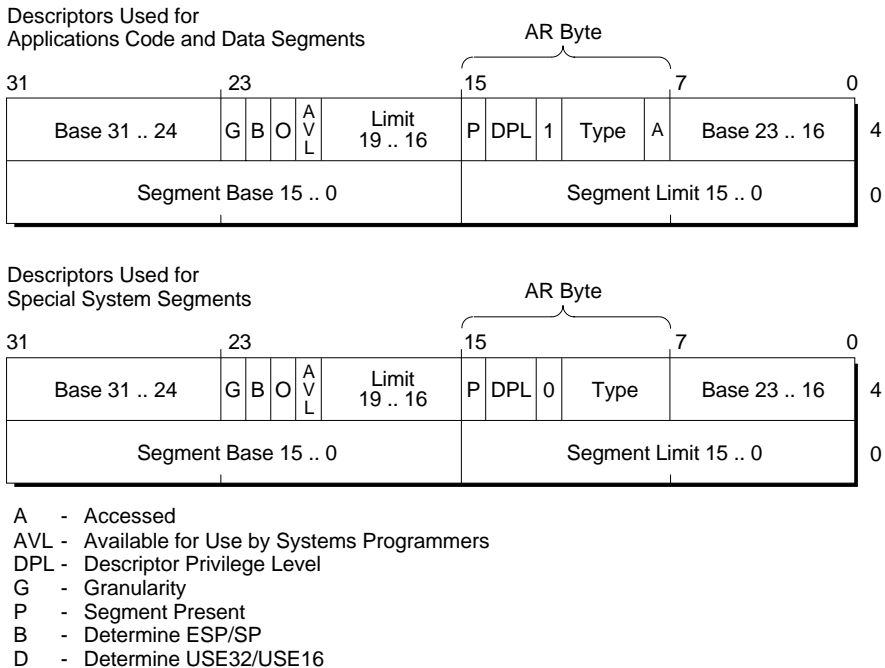 Descriptors Used for
Applications Code and Data Segments
AR Byte
31 23 15 7 0
Base 31 .. 24 G B O AVL Limit 19 .. 16 P DPL 1 Type A Base 23 .. 16 4
Segment Base 15 .. 0 Segment Limit 15 .. 0 0
Descriptors Used for
Special System Segments
AR Byte
31 23 15 7 0
Base 31 .. 24 G B O AVL Limit 19 .. 16 P DPL 0 Type Base 23 .. 16 4
Segment Base 15 .. 0 Segment Limit 15 .. 0 0
A - Accessed
AVL - Available for Use by Systems Programmers
DPL - Descriptor Privilege Level
G - Granularity
P - Segment Present
B - Determine ESP/SP
D - Determine USE32/USE16